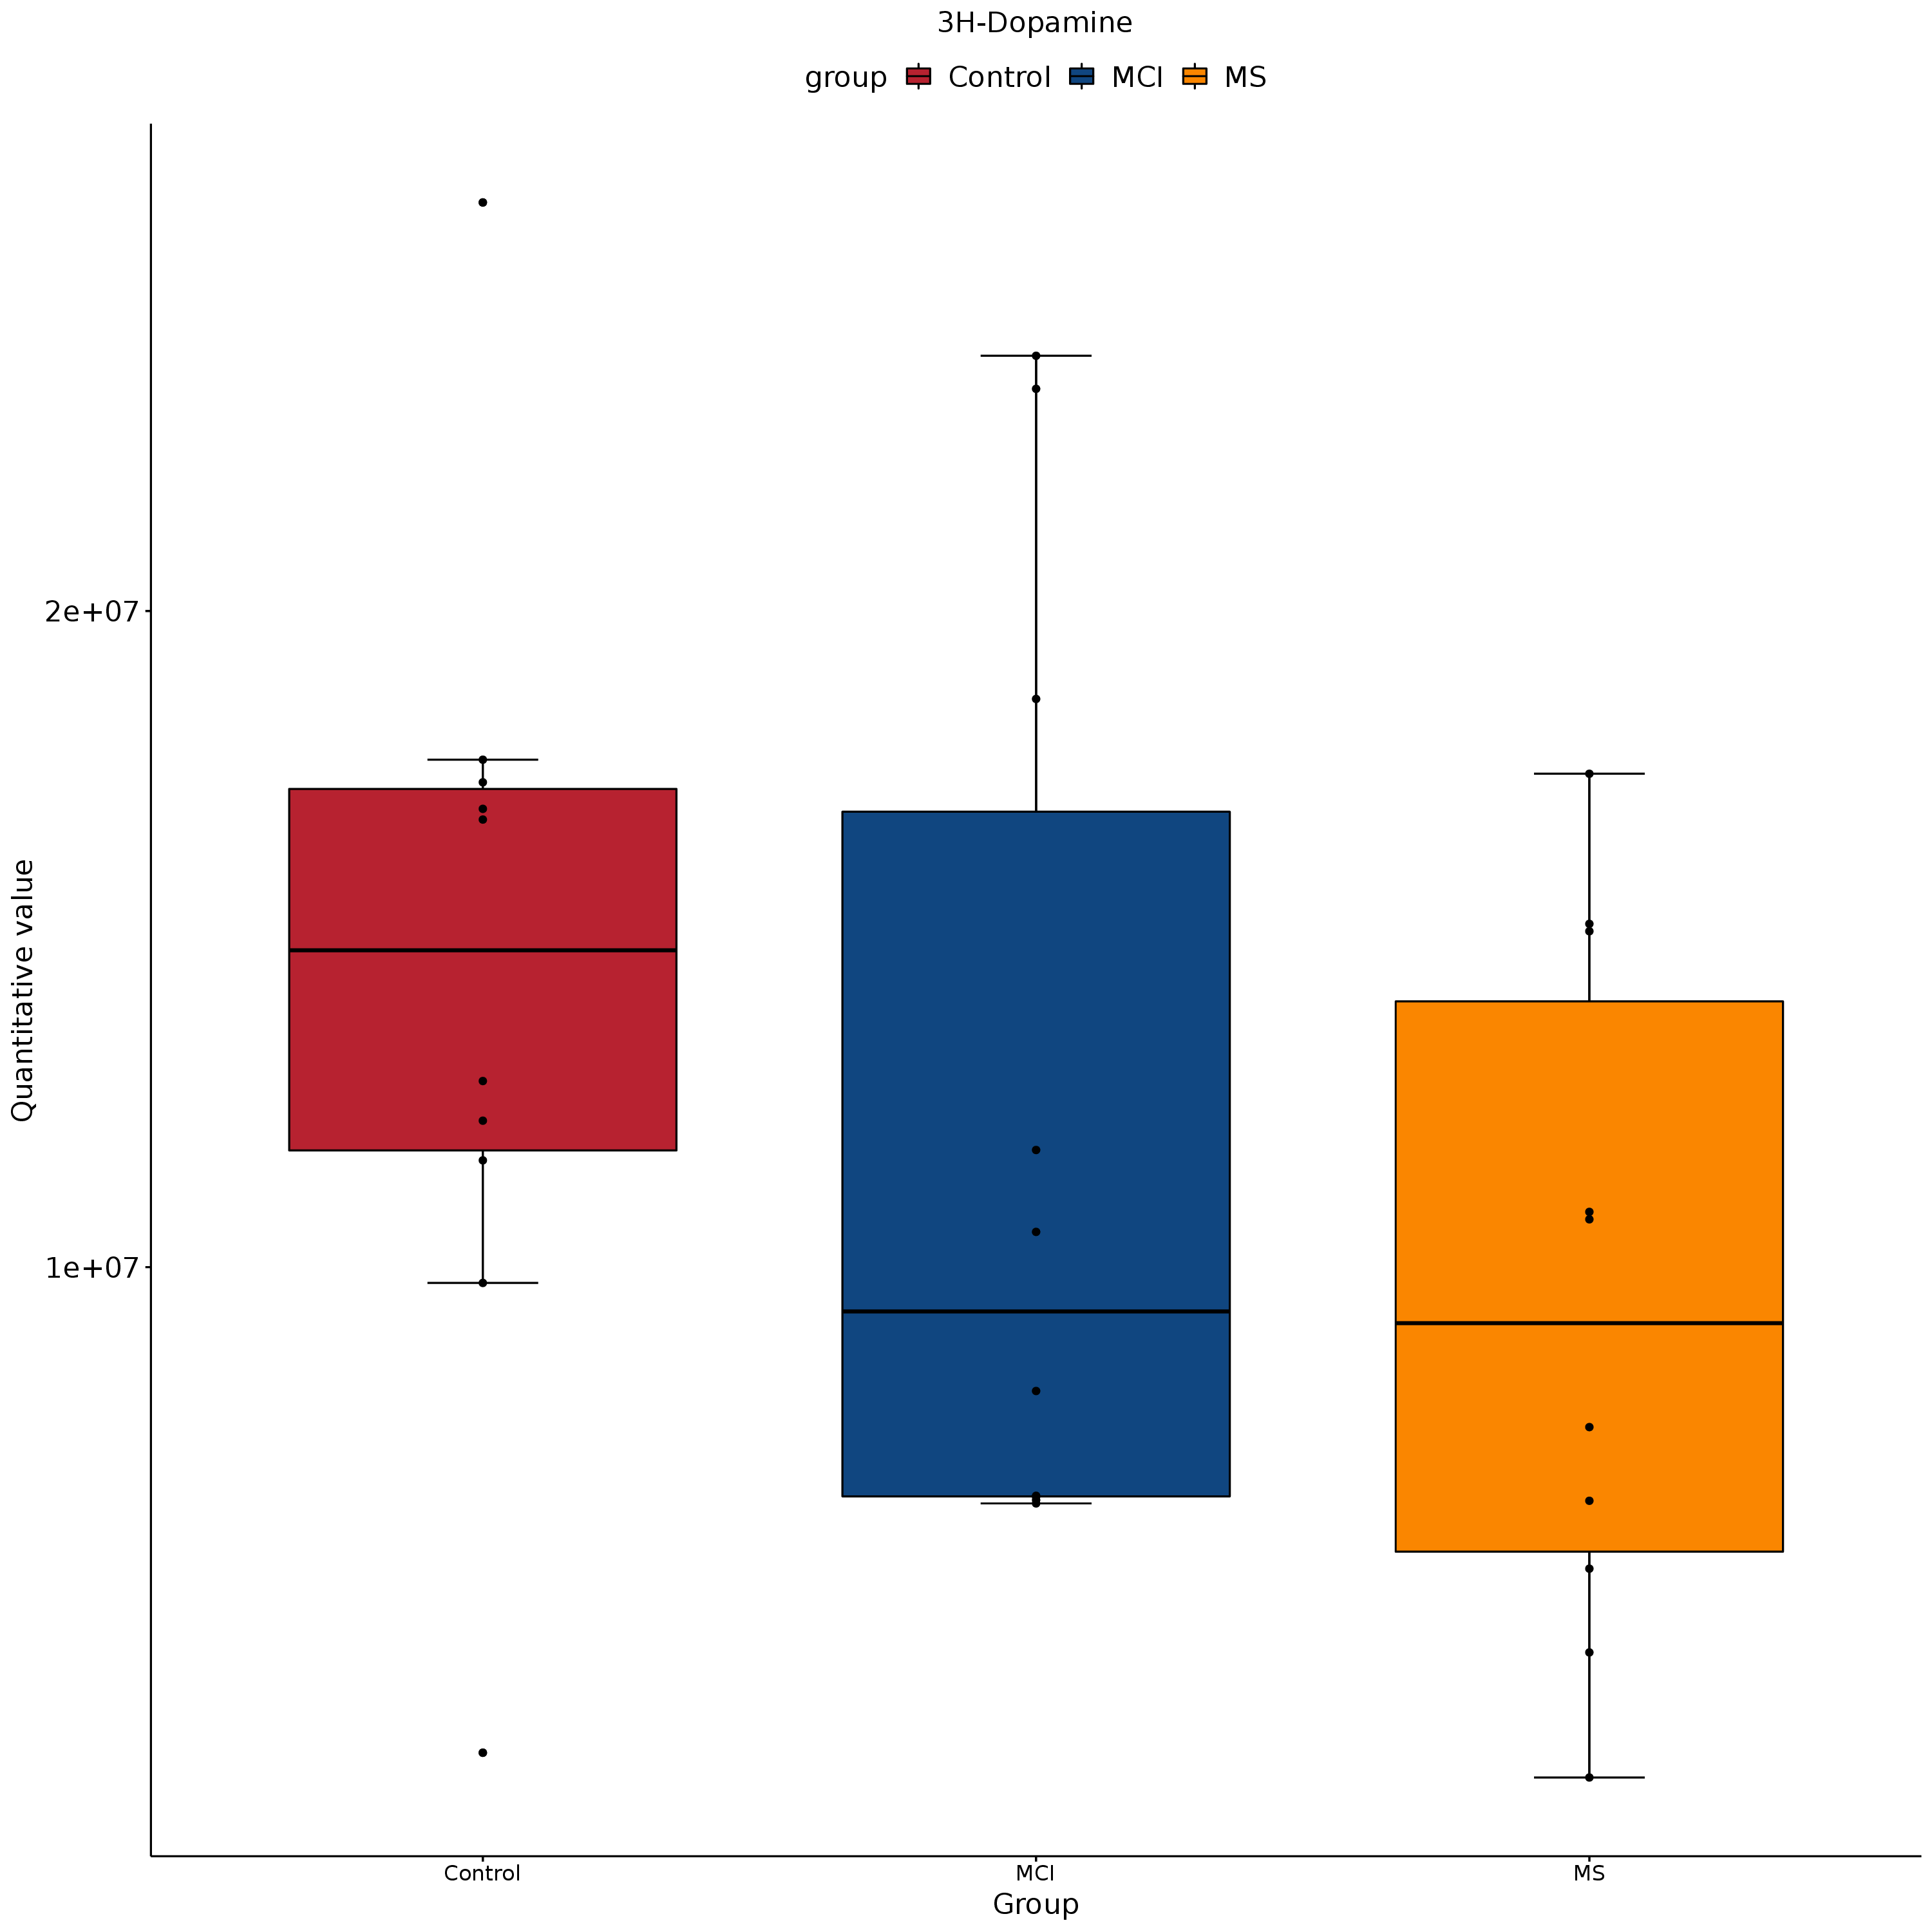 3H-Dopamine
group Control MCI MS
Quantitative value
2e+07
1e+07
Control MCI MS
Group